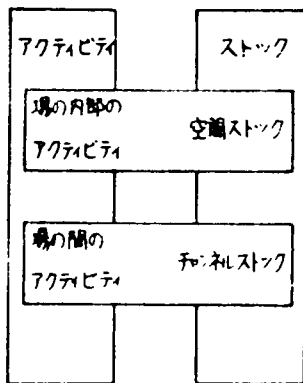 アクティビティ
ストック
場の内部の
アクティビティ
空間ストック
場の間の
アクティビティ
チャンネルストック